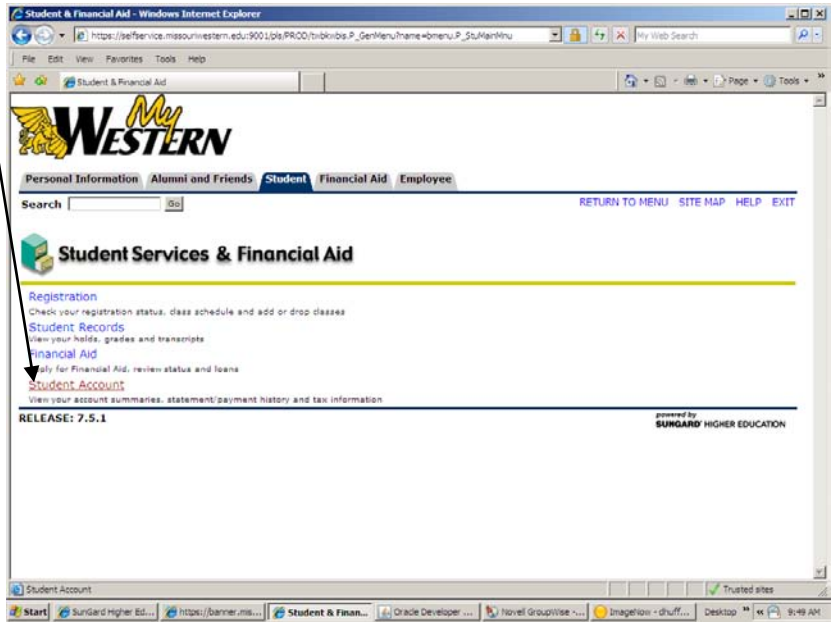 Student & Financial Aid - Windows Internet Explorer
https://selfservice.missouriwestern.edu:9001/pls/PROD/twbkwbis.P_GenMenu?name=bmenu.P_StuMainMnu
My Web Search
File Edit View Favorites Tools Help
Student & Financial Aid
Page Tools
My
WESTERN
Personal Information Alumni and Friends Student Financial Aid Employee
Search Go RETURN TO MENU SITE MAP HELP EXIT
Student Services & Financial Aid
Registration
Check your registration status, class schedule and add or drop classes
Student Records
View your holds, grades and transcripts
Financial Aid
Apply for Financial Aid, review status and loans
Student Account
View your account summaries, statement/payment history and tax information
RELEASE: 7.5.1
powered by
SUNGARD' HIGHER EDUCATION
Student Account Trusted sites
Start SunGard Higher Ed... https://banner.mis... Student & Finan... Oracle Developer ... Novell GroupWise -... ImageNow - chuff... Desktop » « 9:49 AM